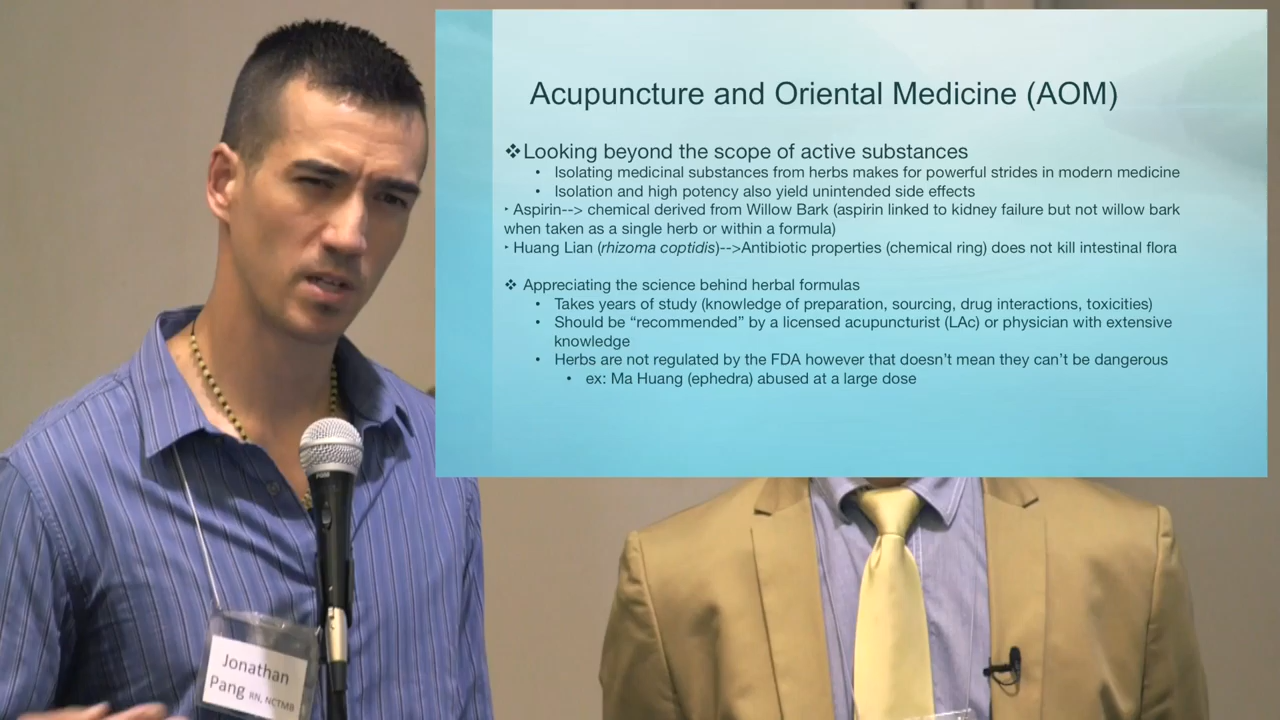 Acupuncture and Oriental Medicine (AOM)
❖Looking beyond the scope of active substances
• Isolating medicinal substances from herbs makes for powerful strides in modern medicine
• Isolation and high potency also yield unintended side effects
‣ Aspirin--> chemical derived from Willow Bark (aspirin linked to kidney failure but not willow bark
when taken as a single herb or within a formula)
‣ Huang Lian (rhizoma coptidis)-->Antibiotic properties (chemical ring) does not kill intestinal flora
❖ Appreciating the science behind herbal formulas
• Takes years of study (knowledge of preparation, sourcing, drug interactions, toxicities)
• Should be “recommended” by a licensed acupuncturist (LAc) or physician with extensive
knowledge
• Herbs are not regulated by the FDA however that doesn’t mean they can’t be dangerous
• ex: Ma Huang (ephedra) abused at a large dose
Jonathan
Pang RN, NCTMB